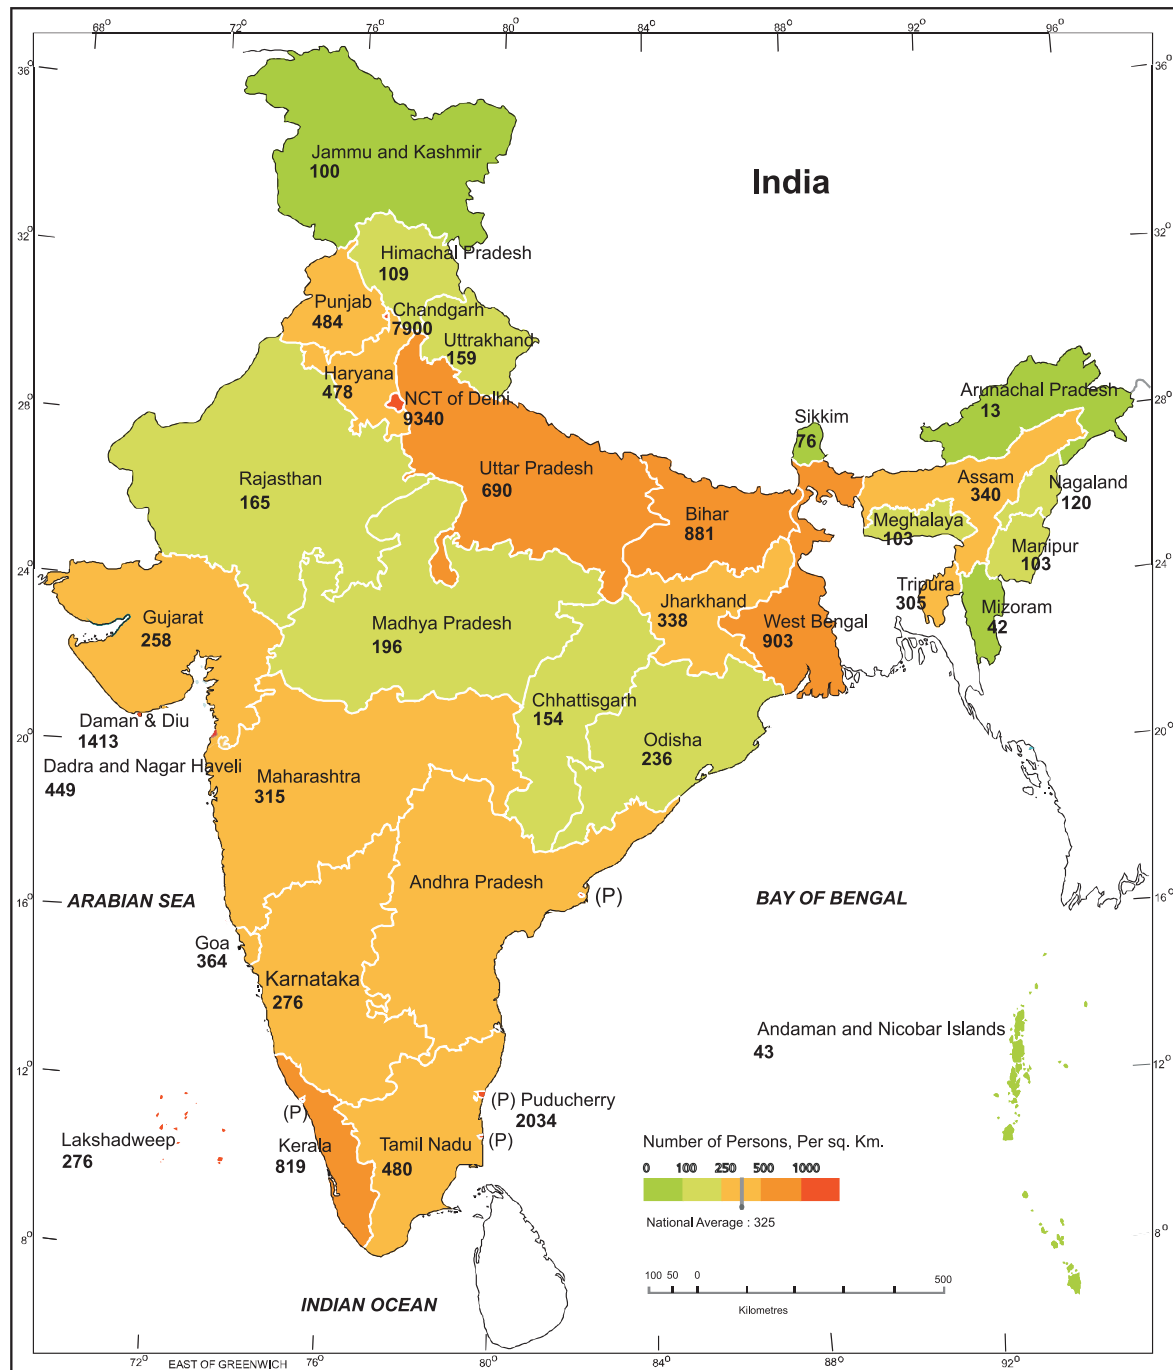 68° 72° 76° 80° 84° 88° 92° 96°
36° 36°
Jammu and Kashmir
100
India
32° 32°
Himachal Pradesh
109
Punjab
484
Chandgarh
7900
Uttrakhand
159
Haryana
478
NCT of Delhi
9340
28° 28°
Arunachal Pradesh
13
Sikkim
76
Rajasthan
165
Uttar Pradesh
690
Bihar
881
Assam
340
Nagaland
120
Meghalaya
103
Manipur
103
24° 24°
Tripura
305
Mizoram
42
Gujarat
258
Madhya Pradesh
196
Jharkhand
338
West Bengal
903
Chhattisgarh
154
Odisha
236
Daman & Diu
1413
20° 20°
Dadra and Nagar Haveli
449
Maharashtra
315
Andhra Pradesh
(P)
16° 16°
ARABIAN SEA
BAY OF BENGAL
Goa
364
Karnataka
276
Andaman and Nicobar Islands
43
12° 12°
(P)
(P) Puducherry
2034
(P)
Lakshadweep
276
Kerala
819
Tamil Nadu
480
Number of Persons, Per sq. Km.
0 100 250 500 1000
National Average : 325
8° 8°
100 50 0 500
Kilometres
INDIAN OCEAN
72° 76° 80° 84° 88° 92°
EAST OF GREENWICH